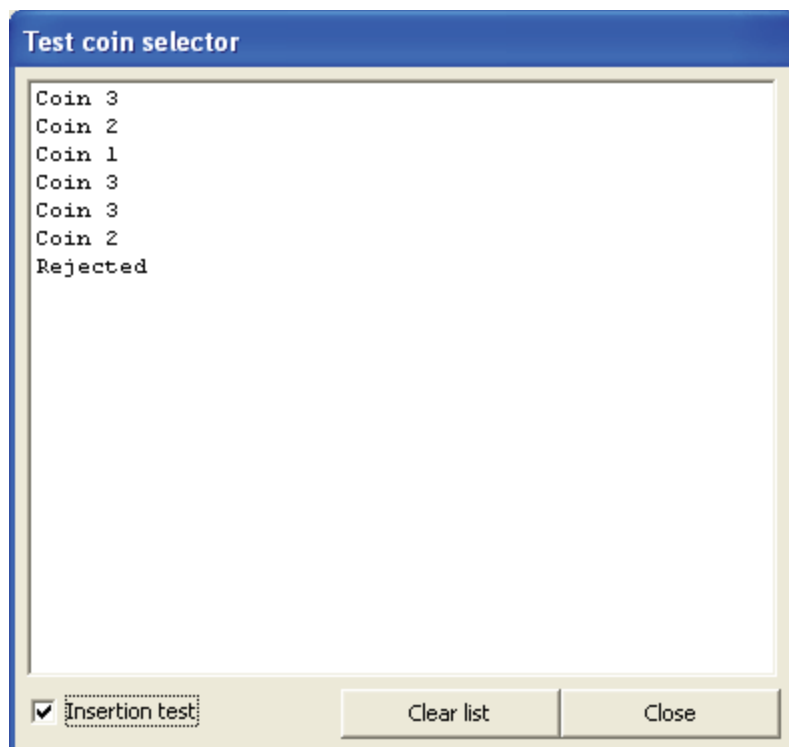 Test coin selector
Coin 3
Coin 2
Coin 1
Coin 3
Coin 3
Coin 2
Rejected
Insertion test
Clear list
Close